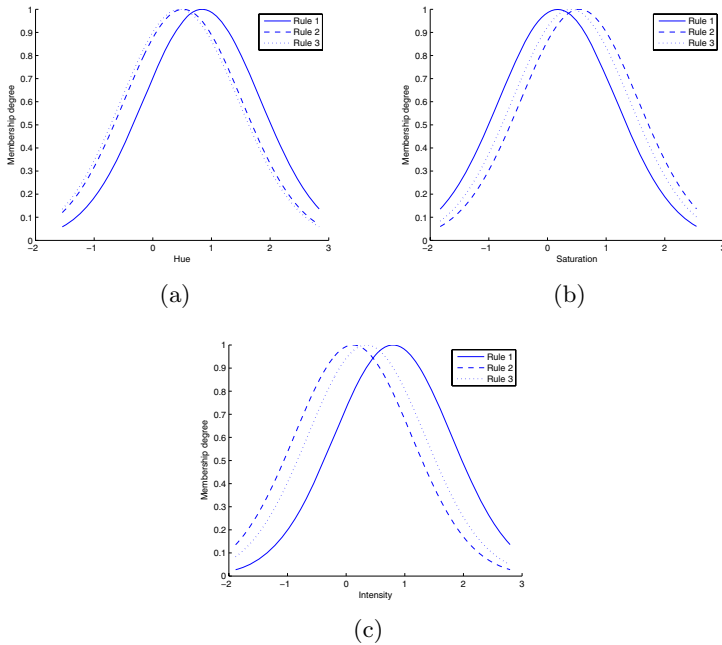 1
0.9
0.8
0.7
0.6
0.5
0.4
0.3
0.2
0.1
0
Membership degree
−2 −1 0 1 2 3
Hue
Rule 1
Rule 2
Rule 3
(a)
1
0.9
0.8
0.7
0.6
0.5
0.4
0.3
0.2
0.1
0
Membership degree
−2 −1 0 1 2 3
Saturation
Rule 1
Rule 2
Rule 3
(b)
1
0.9
0.8
0.7
0.6
0.5
0.4
0.3
0.2
0.1
0
Membership degree
−2 −1 0 1 2 3
Intensity
Rule 1
Rule 2
Rule 3
(c)